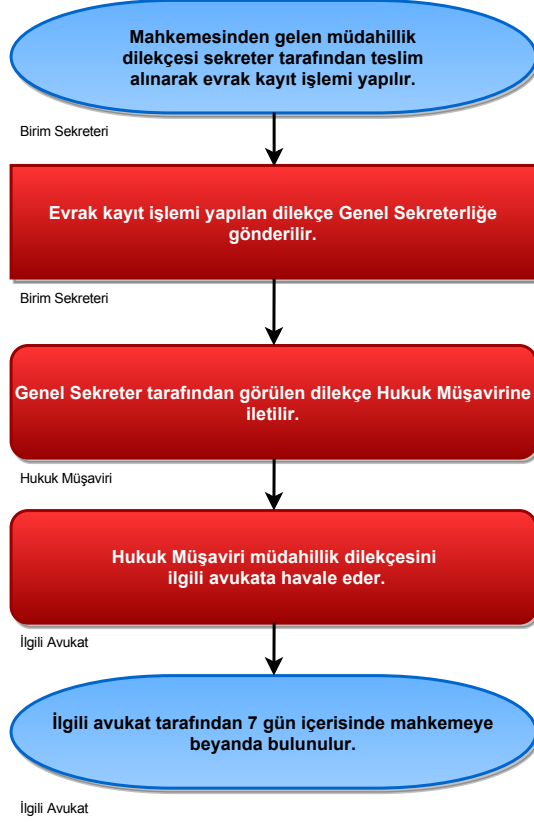 Mahkemesinden gelen müdahillik
dilekçesi sekreter tarafından teslim
alınarak evrak kayıt işlemi yapılır.
Birim Sekreteri
Evrak kayıt işlemi yapılan dilekçe Genel Sekreterliğe
gönderilir.
Birim Sekreteri
Genel Sekreter tarafından görülen dilekçe Hukuk Müşavirine
iletilir.
Hukuk Müşaviri
Hukuk Müşaviri müdahillik dilekçesini
ilgili avukata havale eder.
İlgili Avukat
İlgili avukat tarafından 7 gün içerisinde mahkemeye
beyanda bulunulur.
İlgili Avukat